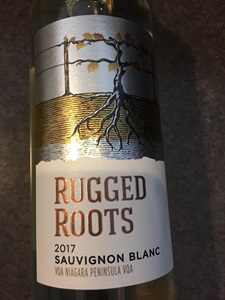 RUGGED
ROOTS
2017
SAUVIGNON BLANC
VQA NIAGARA PENINSULA VQA